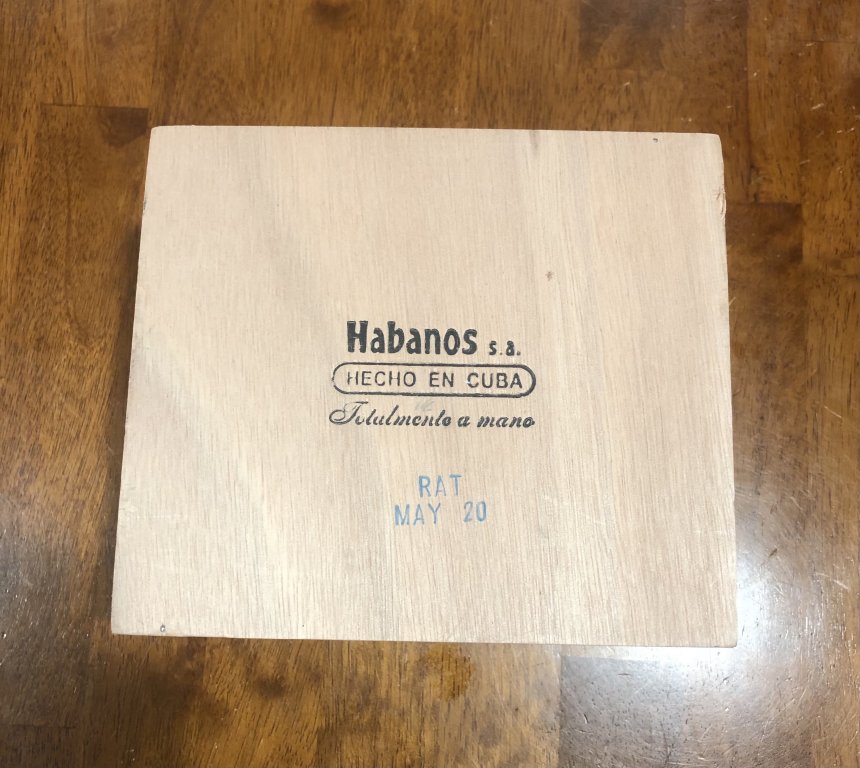 Habanos s.a.
HECHO EN CUBA
Totalmente a mano
RAT
MAY 20